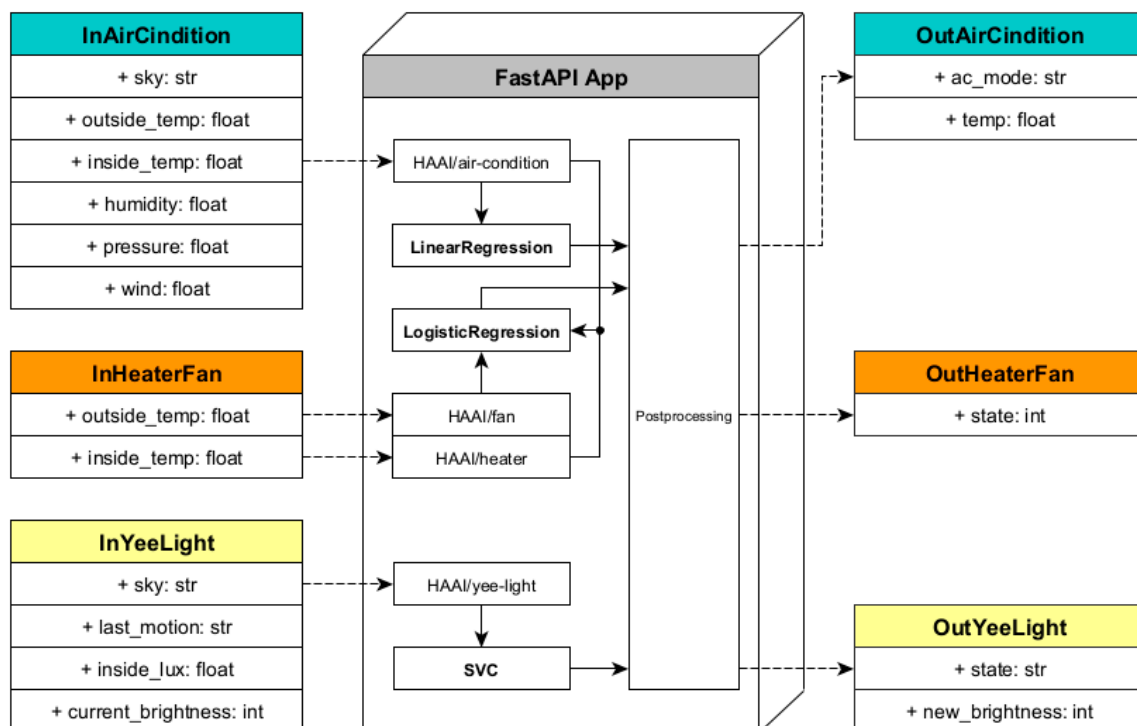 InAirCindition
+ sky: str
+ outside_temp: float
+ inside_temp: float
+ humidity: float
+ pressure: float
+ wind: float
InHeaterFan
+ outside_temp: float
+ inside_temp: float
InYeeLight
+ sky: str
+ last_motion: str
+ inside_lux: float
+ current_brightness: int
FastAPI App
HAAI/air-condition
LinearRegression
LogisticRegression
HAAI/fan
HAAI/heater
HAAI/yee-light
SVC
Postprocessing
OutAirCindition
+ ac_mode: str
+ temp: float
OutHeaterFan
+ state: int
OutYeeLight
+ state: str
+ new_brightness: int